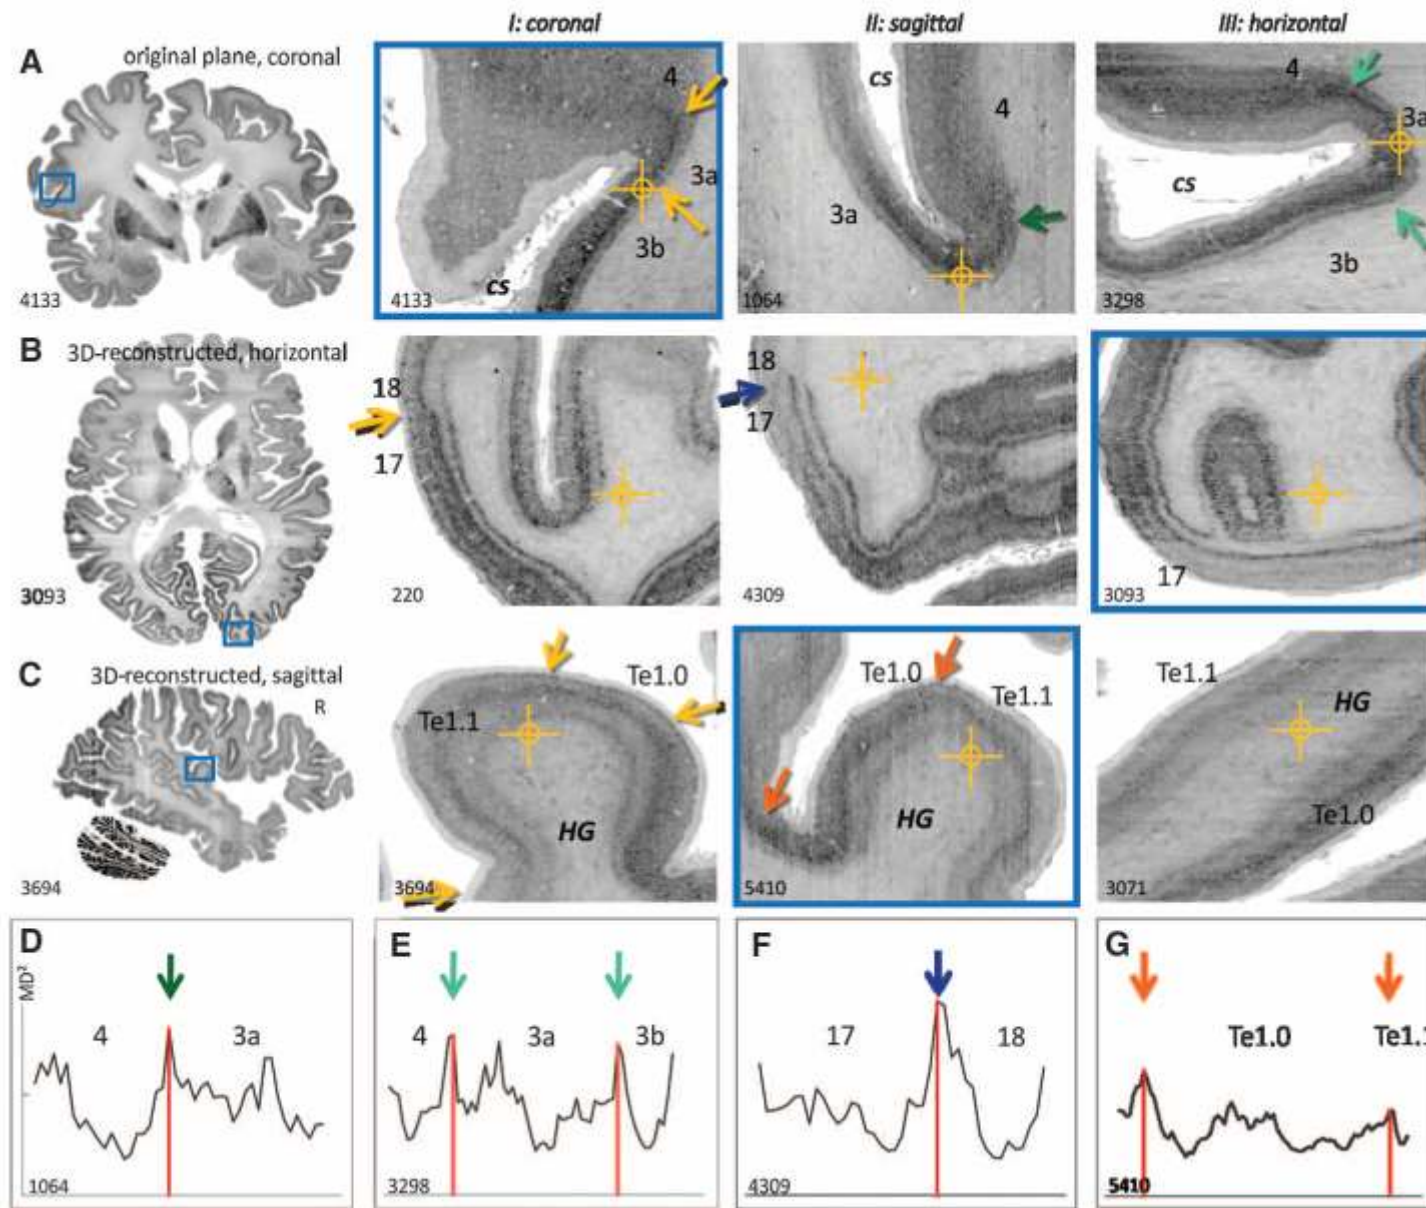 I: coronal
II: sagittal
III: horizontal
A
original plane, coronal
4133
4
3a
3b
cs
4133
cs
4
3a
1064
4
3a
cs
3b
3298
B
3D-reconstructed, horizontal
3093
18
17
220
18
17
4309
17
3093
C
3D-reconstructed, sagittal
R
3694
Te1.0
Te1.1
HG
3694
Te1.0
Te1.1
HG
5410
Te1.1
HG
Te1.0
3071
D
MD²
4
3a
1064
E
4
3a
3b
3298
F
17
18
4309
G
Te1.0
Te1.1
5410